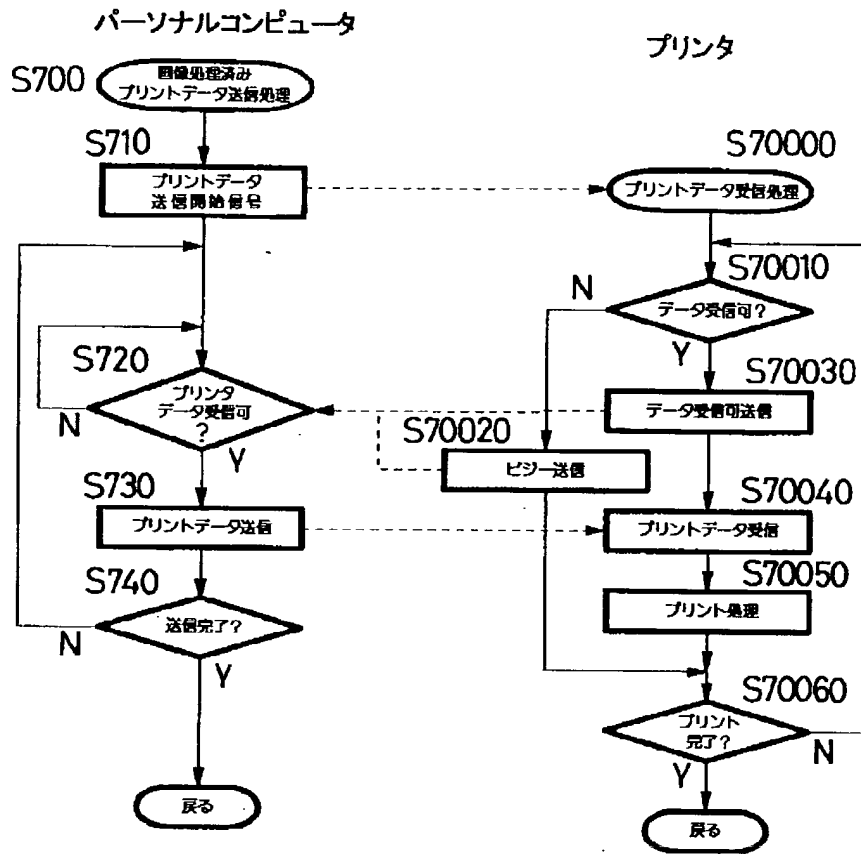 パーソナルコンピュータ
S700
画像処理済み
プリントデータ送信処理
S710
プリントデータ
送信開始信号
S720
プリンタ
データ受信可
?
N
Y
S730
プリントデータ送信
S740
送信完了?
N
Y
戻る
プリンタ
S70000
プリントデータ受信処理
S70010
データ受信可?
N
Y
S70030
データ受信可送信
S70020
ビジー送信
S70040
プリントデータ受信
S70050
プリント処理
S70060
プリント
完了?
N
Y
戻る